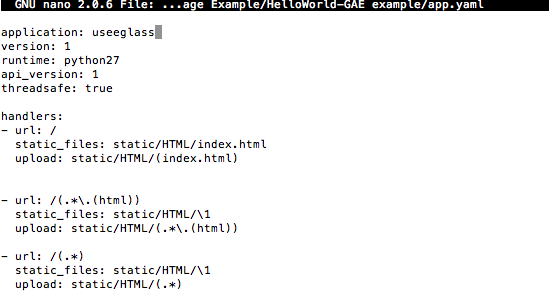 GNU nano 2.0.6 File: ...age Example/HelloWorld-GAE example/app.yaml
application: useeglass
version: 1
runtime: python27
api_version: 1
threadsafe: true
handlers:
- url: /
  static_files: static/HTML/index.html
  upload: static/HTML/(index.html)
- url: /(.*\.(html))
  static_files: static/HTML/\1
  upload: static/HTML/(.*\.(html))
- url: /(.*)
  static_files: static/HTML/\1
  upload: static/HTML/(.*)